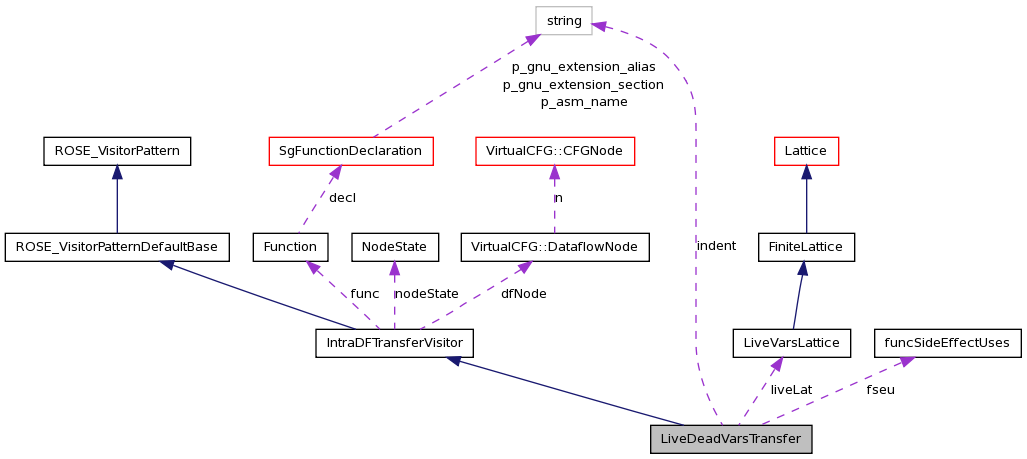 string
p_gnu_extension_alias
p_gnu_extension_section
p_asm_name
ROSE_VisitorPattern
SgFunctionDeclaration
VirtualCFG::CFGNode
Lattice
decl
n
ROSE_VisitorPatternDefaultBase
Function
NodeState
VirtualCFG::DataflowNode
indent
FiniteLattice
func
nodeState
dfNode
IntraDFTransferVisitor
LiveVarsLattice
funcSideEffectUses
liveLat
fseu
LiveDeadVarsTransfer